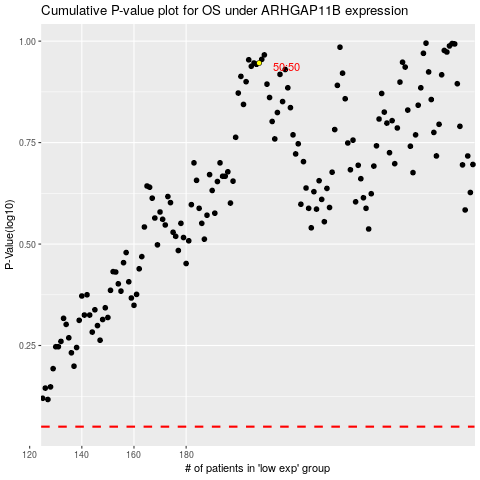 Cumulative P-value plot for OS under ARHGAP11B expression
P-Value(log10)
1.00
0.75
0.50
0.25
50:50
120 140 160 180
# of patients in 'low exp' group